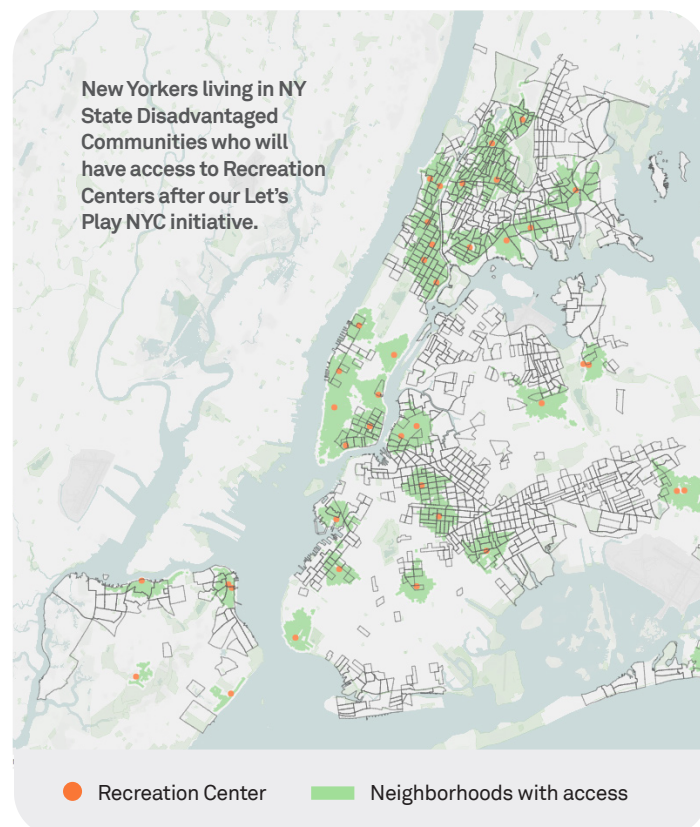 New Yorkers living in NY
State Disadvantaged
Communities who will
have access to Recreation
Centers after our Let’s
Play NYC initiative.
Recreation Center
Neighborhoods with access